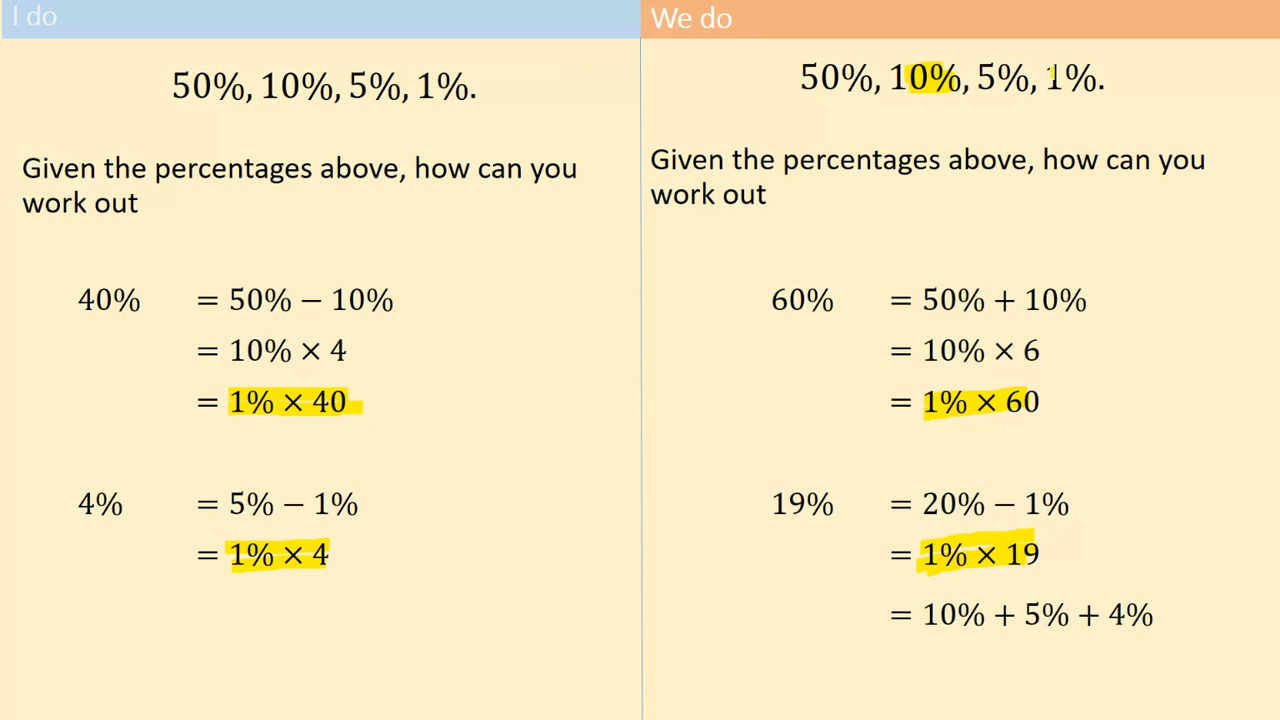 I do
50%, 10%, 5%, 1%.
Given the percentages above, how can you
work out
40% = 50% − 10%
= 10% × 4
= 1% × 40
4% = 5% − 1%
= 1% × 4
We do
50%, 10%, 5%, 1%.
Given the percentages above, how can you
work out
60% = 50% + 10%
= 10% × 6
= 1% × 60
19% = 20% − 1%
= 1% × 19
= 10% + 5% + 4%